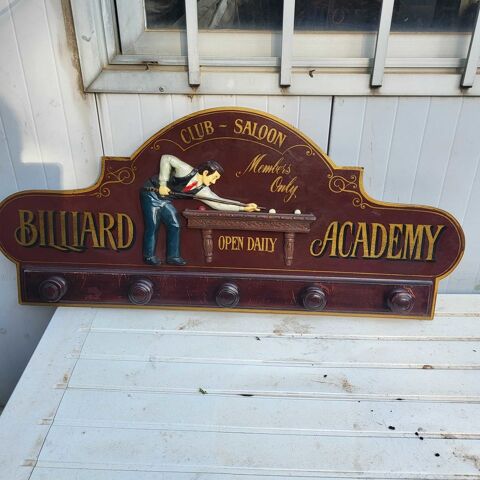 CLUB - SALOON
Members
Only
BILLIARD ACADEMY
OPEN DAILY